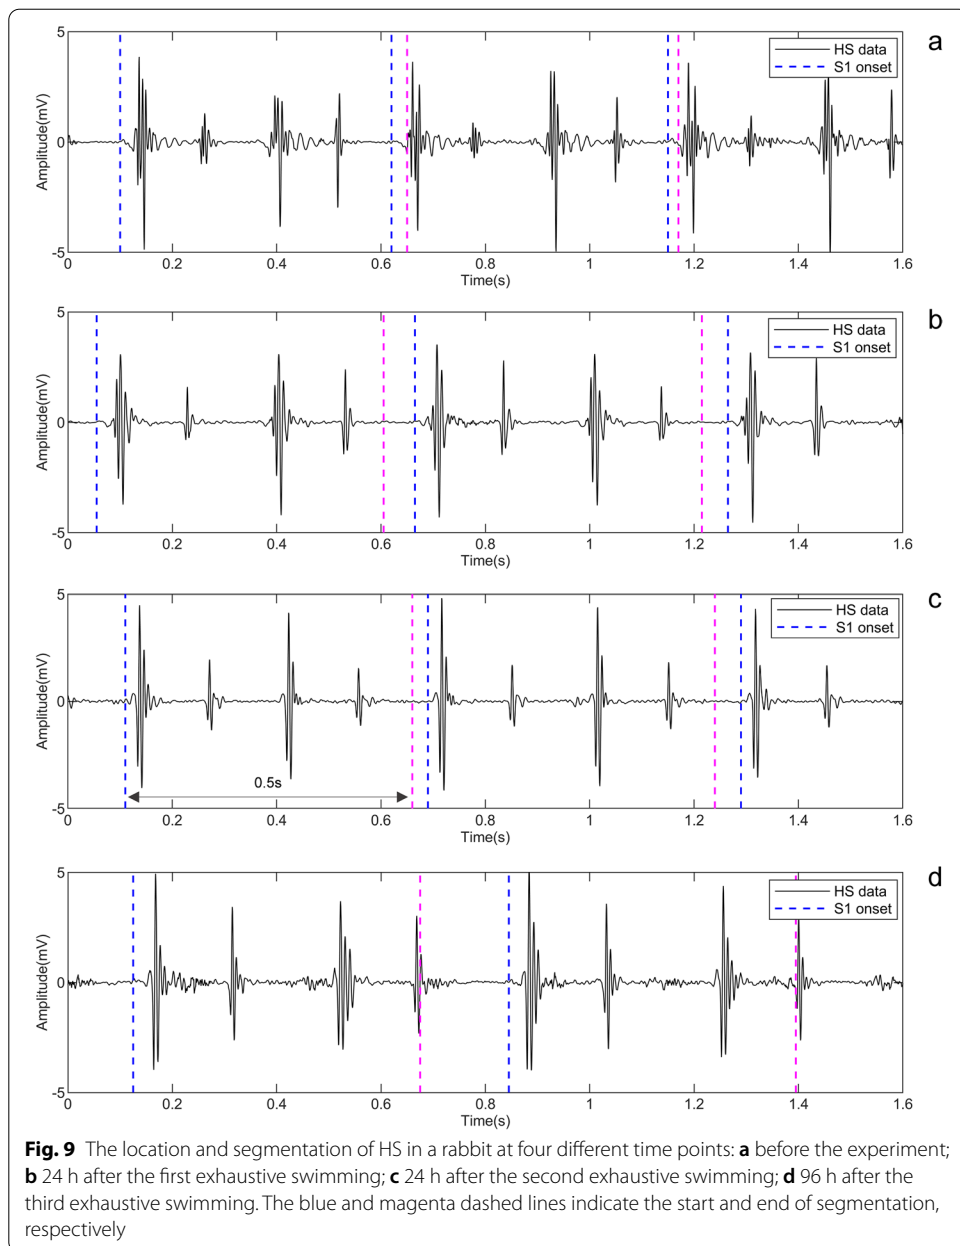 a
5
0
-5
Amplitude(mV)
HS data
S1 onset
0 0.2 0.4 0.6 0.8 1 1.2 1.4 1.6
Time(s)
b
5
0
-5
Amplitude(mV)
HS data
S1 onset
0 0.2 0.4 0.6 0.8 1 1.2 1.4 1.6
Time(s)
c
5
0
-5
Amplitude(mV)
HS data
S1 onset
0.5s
0 0.2 0.4 0.6 0.8 1 1.2 1.4 1.6
Time(s)
d
5
0
-5
Amplitude(mV)
HS data
S1 onset
0 0.2 0.4 0.6 0.8 1 1.2 1.4 1.6
Time(s)
Fig. 9 The location and segmentation of HS in a rabbit at four different time points: a before the experiment;
b 24 h after the first exhaustive swimming; c 24 h after the second exhaustive swimming; d 96 h after the
third exhaustive swimming. The blue and magenta dashed lines indicate the start and end of segmentation,
respectively